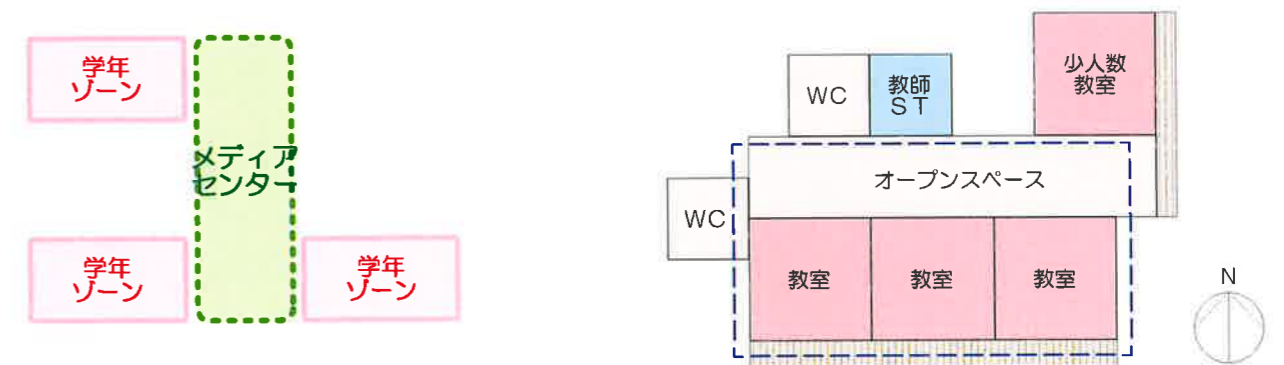 学年
ゾーン
メディア
センター
学年
ゾーン
学年
ゾーン
少人数
教室
WC
教師
ST
オープンスペース
WC
教室
教室
教室
N